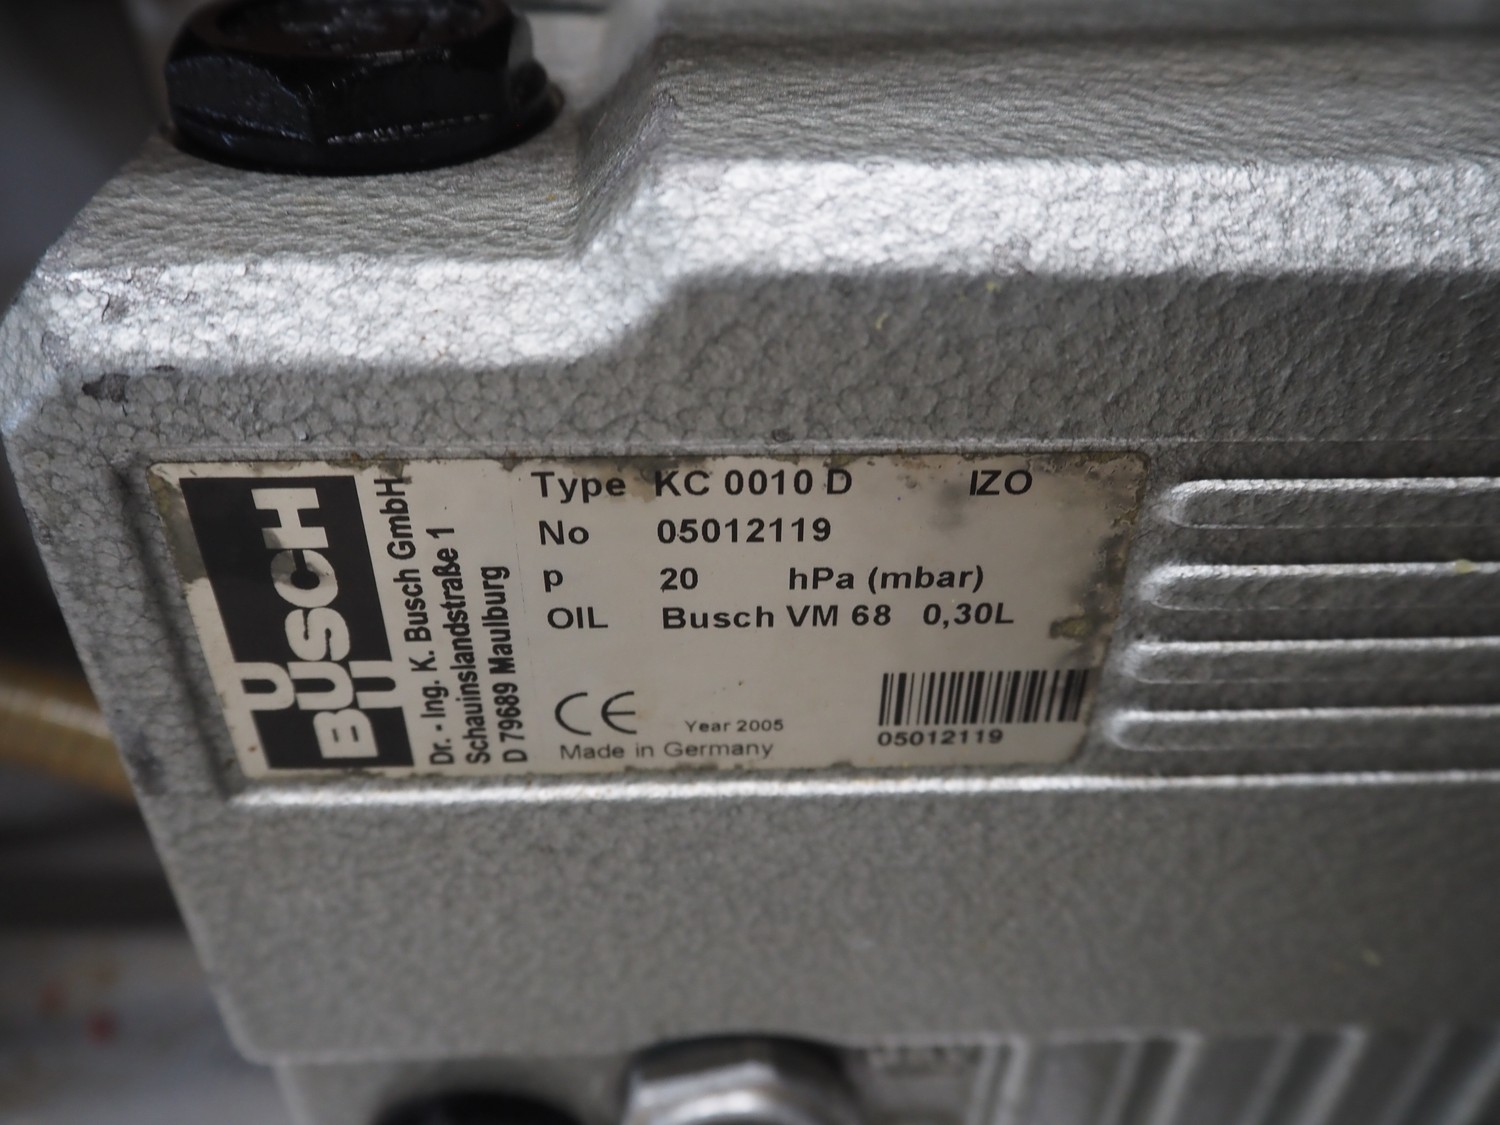 U
BUSCH
U
Dr. - Ing. K. Busch GmbH
Schauinslandstraße 1
D 79689 Maulburg
Type KC 0010 D IZO
No 05012119
p 20 hPa (mbar)
OIL Busch VM 68 0,30L
CE Year 2005
Made in Germany
05012119